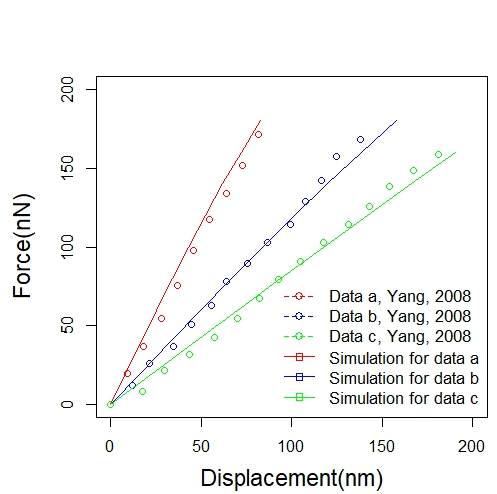 200
150
100
50
0
Force(nN)
Data a, Yang, 2008
Data b, Yang, 2008
Data c, Yang, 2008
Simulation for data a
Simulation for data b
Simulation for data c
0 50 100 150 200
Displacement(nm)